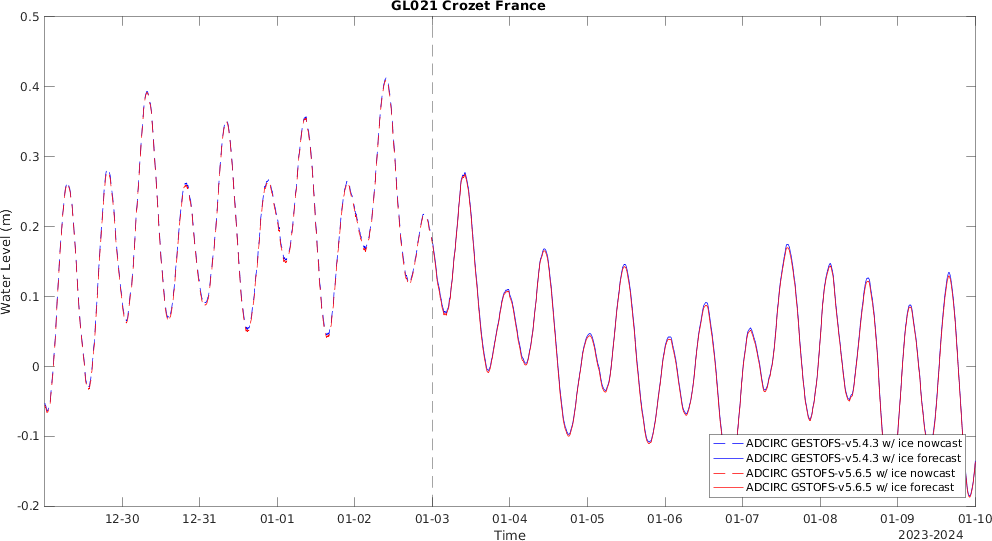 GL021 Crozet France
0.5
0.4
0.3
0.2
0.1
0
-0.1
-0.2
Water Level (m)
ADCIRC GESTOFS-v5.4.3 w/ ice nowcast
ADCIRC GESTOFS-v5.4.3 w/ ice forecast
ADCIRC GSTOFS-v5.6.5 w/ ice nowcast
ADCIRC GSTOFS-v5.6.5 w/ ice forecast
12-30 12-31 01-01 01-02 01-03 01-04 01-05 01-06 01-07 01-08 01-09 01-10
Time
2023-2024